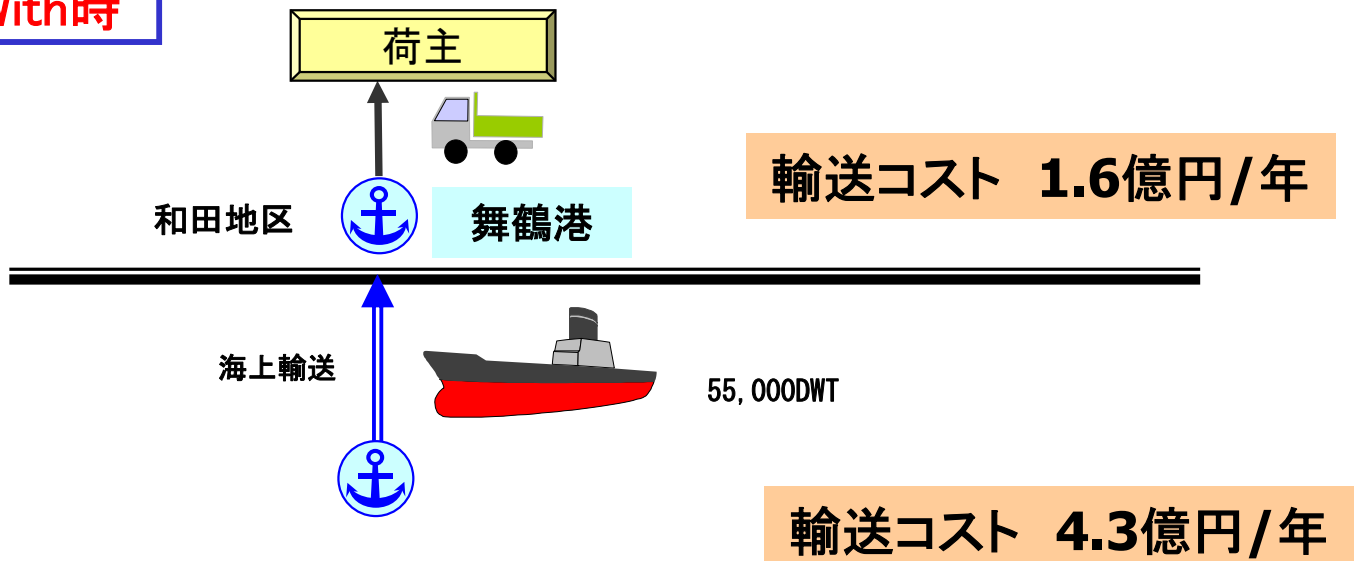 With時
荷主
輸送コスト 1.6億円/年
和田地区
舞鶴港
海上輸送
55,000DWT
輸送コスト 4.3億円/年